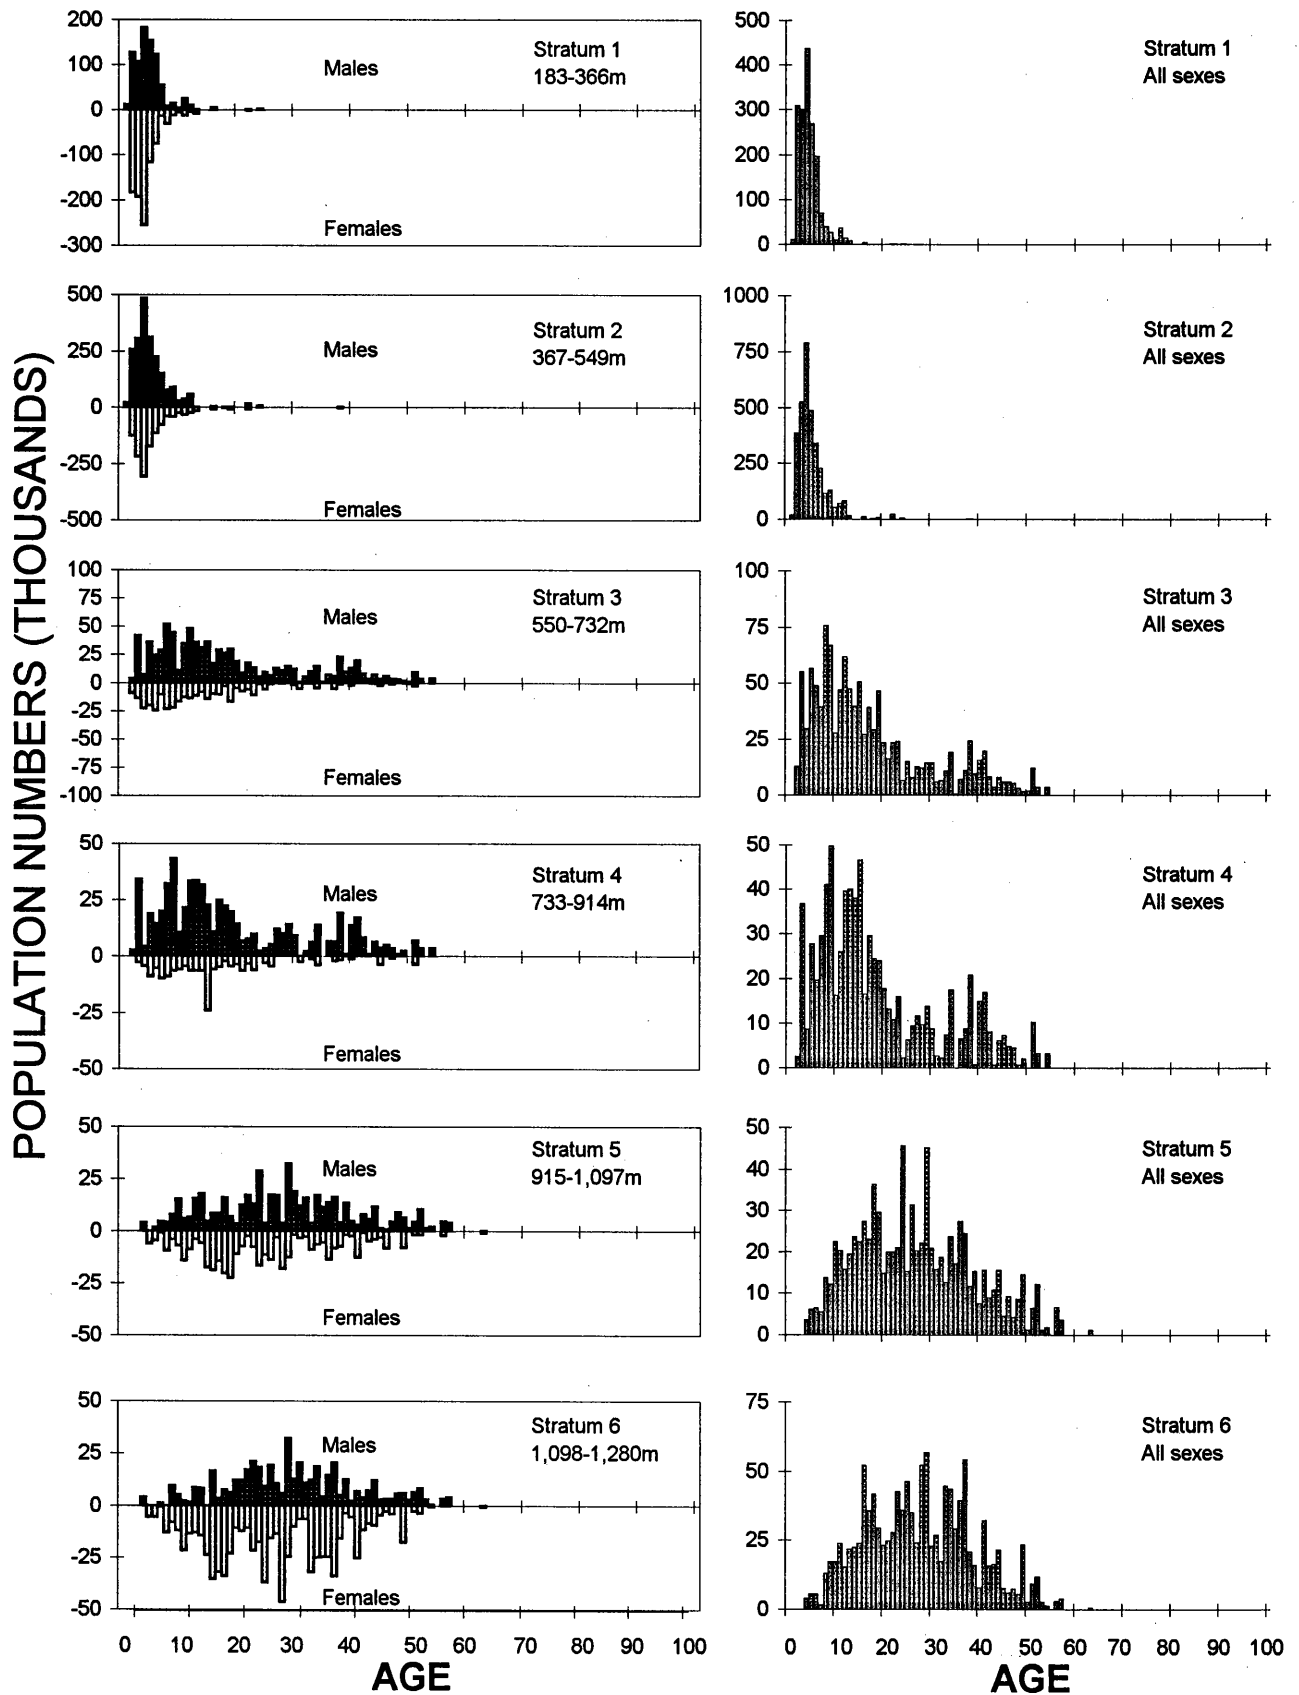 POPULATION NUMBERS (THOUSANDS)
200
100
0
-100
-200
-300
Males
Females
Stratum 1
183-366m
500
400
300
200
100
0
Stratum 1
All sexes
500
250
0
-250
-500
Males
Females
Stratum 2
367-549m
1000
750
500
250
0
Stratum 2
All sexes
100
75
50
25
0
-25
-50
-75
-100
Males
Females
Stratum 3
550-732m
100
75
50
25
0
Stratum 3
All sexes
50
25
0
-25
-50
Males
Females
Stratum 4
733-914m
50
40
30
20
10
0
Stratum 4
All sexes
50
25
0
-25
-50
Males
Females
Stratum 5
915-1,097m
50
40
30
20
10
0
Stratum 5
All sexes
50
25
0
-25
-50
Males
Females
Stratum 6
1,098-1,280m
75
50
25
0
Stratum 6
All sexes
0 10 20 30 40 50 60 70 80 90 100
AGE
0 10 20 30 40 50 60 70 80 90 100
AGE